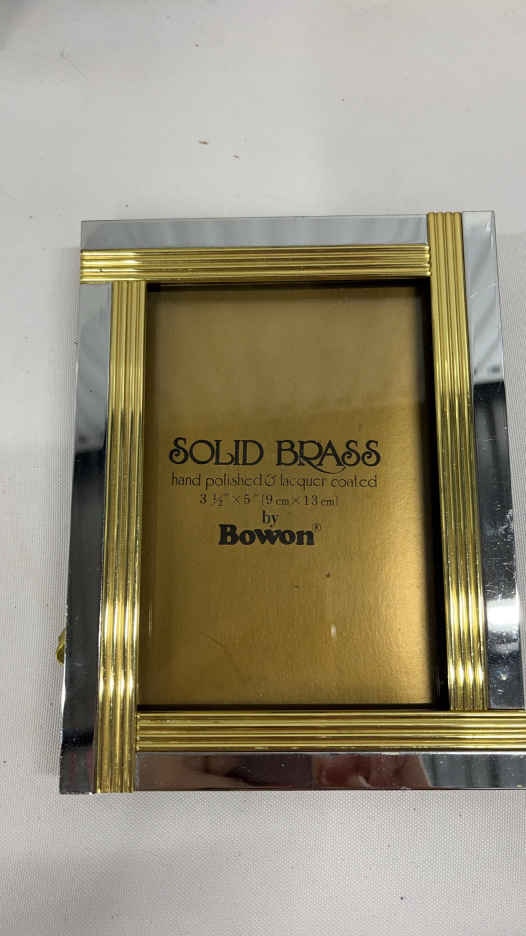 SOLID BRASS
hand polished & lacquer coated
3 ½" × 5" (9 cm × 13 cm)
by
Bowon®